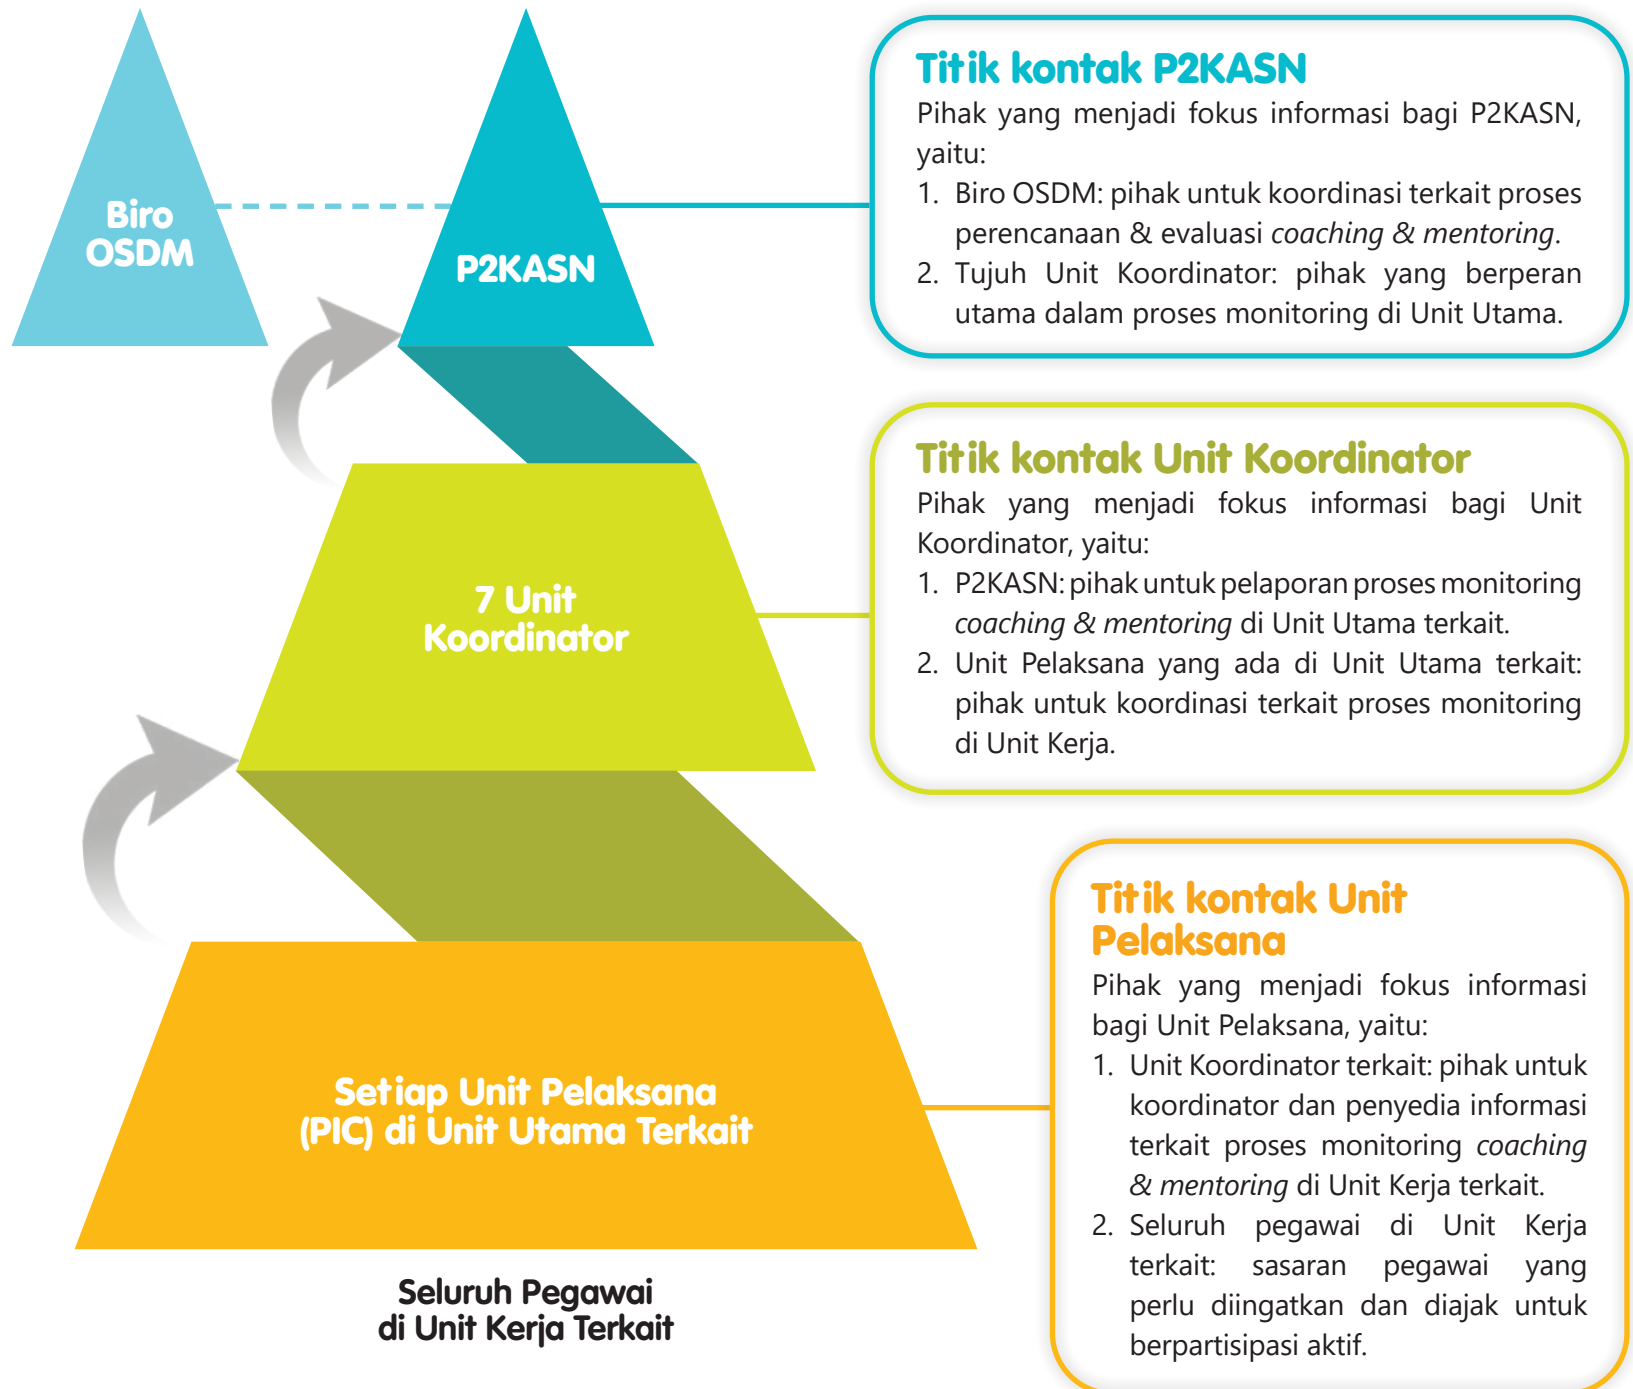 Biro
OSDM
P2KASN
Titik kontak P2KASN
Pihak yang menjadi fokus informasi bagi P2KASN,
yaitu:
1. Biro OSDM: pihak untuk koordinasi terkait proses
perencanaan & evaluasi coaching & mentoring.
2. Tujuh Unit Koordinator: pihak yang berperan
utama dalam proses monitoring di Unit Utama.
7 Unit
Koordinator
Titik kontak Unit Koordinator
Pihak yang menjadi fokus informasi bagi Unit
Koordinator, yaitu:
1. P2KASN: pihak untuk pelaporan proses monitoring
coaching & mentoring di Unit Utama terkait.
2. Unit Pelaksana yang ada di Unit Utama terkait:
pihak untuk koordinasi terkait proses monitoring
di Unit Kerja.
Setiap Unit Pelaksana
(PIC) di Unit Utama Terkait
Titik kontak Unit
Pelaksana
Pihak yang menjadi fokus informasi
bagi Unit Pelaksana, yaitu:
1. Unit Koordinator terkait: pihak untuk
koordinator dan penyedia informasi
terkait proses monitoring coaching
& mentoring di Unit Kerja terkait.
2. Seluruh pegawai di Unit Kerja
terkait: sasaran pegawai yang
perlu diingatkan dan diajak untuk
berpartisipasi aktif.
Seluruh Pegawai
di Unit Kerja Terkait